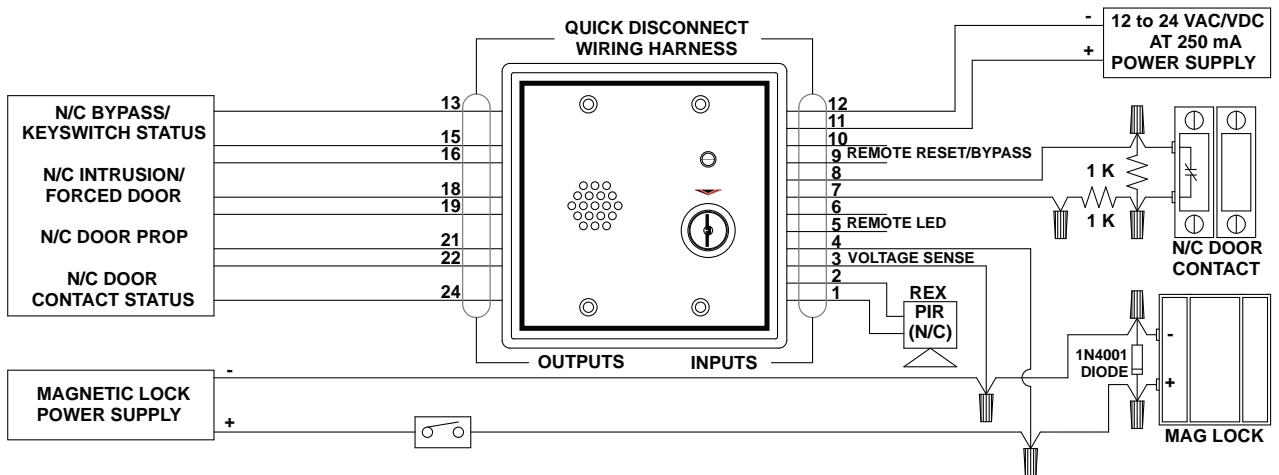 QUICK DISCONNECT
WIRING HARNESS
-
+
12 to 24 VAC/VDC
AT 250 mA
POWER SUPPLY
N/C BYPASS/
KEYSWITCH STATUS
N/C INTRUSION/
FORCED DOOR
N/C DOOR PROP
N/C DOOR
CONTACT STATUS
13
15
16
18
19
21
22
24
12
11
10
9 REMOTE RESET/BYPASS
8
7
6
5 REMOTE LED
4
3 VOLTAGE SENSE
2
1
1 K
1 K
N/C DOOR
CONTACT
REX
PIR
(N/C)
OUTPUTS
INPUTS
MAGNETIC LOCK
POWER SUPPLY
-
+
1N4001
DIODE
-
+
MAG LOCK